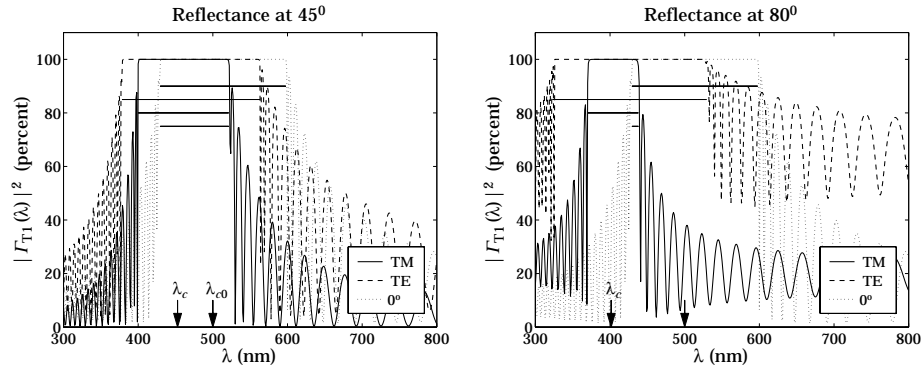 Reflectance at 45⁰
| Γ_T1(λ) |² (percent)
100
80
60
40
20
0
λ_c
λ_c0
TM
TE
0º
300 400 500 600 700 800
λ (nm)
Reflectance at 80⁰
| Γ_T1(λ) |² (percent)
100
80
60
40
20
0
λ_c
TM
TE
0º
300 400 500 600 700 800
λ (nm)